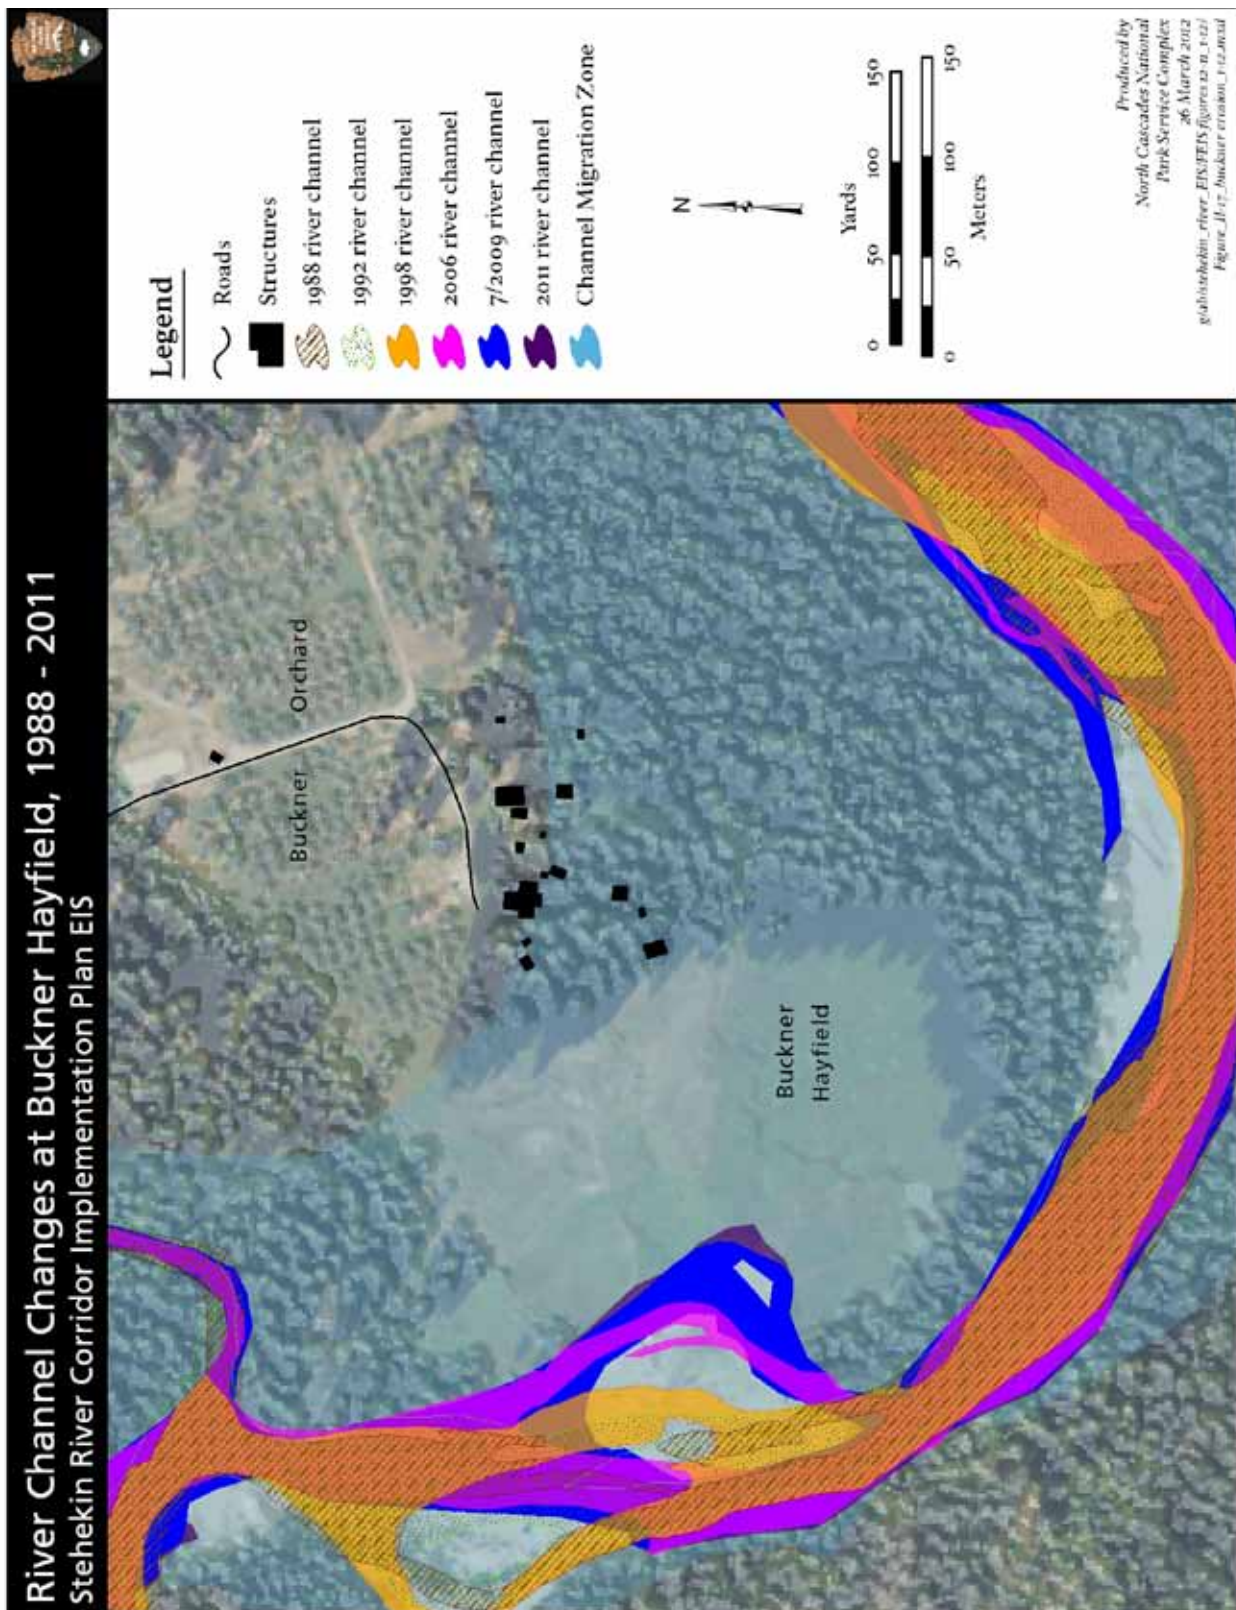 River Channel Changes at Buckner Hayfield, 1988 - 2011
Stehekin River Corridor Implementation Plan EIS
Buckner Orchard
Buckner
Hayfield
Legend
Roads
Structures
1988 river channel
1992 river channel
1998 river channel
2006 river channel
7/2009 river channel
2011 river channel
Channel Migration Zone
N
Yards
0 50 100 150
0 50 100 150
Meters
Produced by
North Cascades National
Park Service Complex
26 March 2012